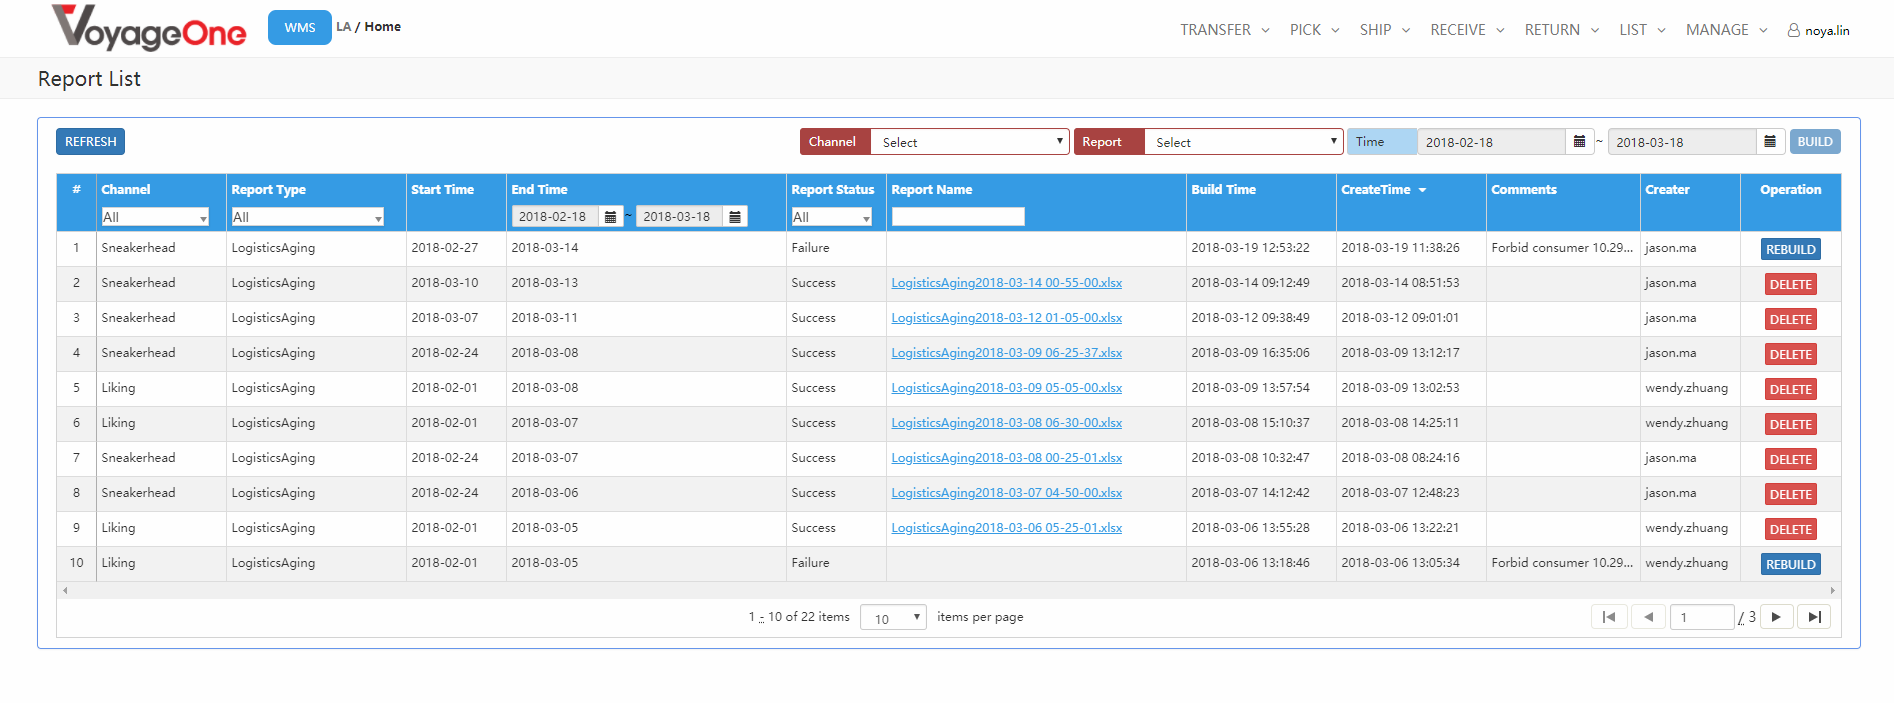 VoyageOne WMS LA / Home TRANSFER PICK SHIP RECEIVE RETURN LIST MANAGE noya.lin
Report List
REFRESH Channel Select Report Select Time 2018-02-18 ~ 2018-03-18 BUILD
# Channel Report Type Start Time End Time Report Status Report Name Build Time CreateTime Comments Creater Operation
All All 2018-02-18 ~ 2018-03-18 All
1 Sneakerhead LogisticsAging 2018-02-27 2018-03-14 Failure 2018-03-19 12:53:22 2018-03-19 11:38:26 Forbid consumer 10.29... jason.ma REBUILD
2 Sneakerhead LogisticsAging 2018-03-10 2018-03-13 Success LogisticsAging2018-03-14 00-55-00.xlsx 2018-03-14 09:12:49 2018-03-14 08:51:53 jason.ma DELETE
3 Sneakerhead LogisticsAging 2018-03-07 2018-03-11 Success LogisticsAging2018-03-12 01-05-00.xlsx 2018-03-12 09:38:49 2018-03-12 09:01:01 jason.ma DELETE
4 Sneakerhead LogisticsAging 2018-02-24 2018-03-08 Success LogisticsAging2018-03-09 06-25-37.xlsx 2018-03-09 16:35:06 2018-03-09 13:12:17 jason.ma DELETE
5 Liking LogisticsAging 2018-02-01 2018-03-08 Success LogisticsAging2018-03-09 05-05-00.xlsx 2018-03-09 13:57:54 2018-03-09 13:02:53 wendy.zhuang DELETE
6 Liking LogisticsAging 2018-02-01 2018-03-07 Success LogisticsAging2018-03-08 06-30-00.xlsx 2018-03-08 15:10:37 2018-03-08 14:25:11 wendy.zhuang DELETE
7 Sneakerhead LogisticsAging 2018-02-24 2018-03-07 Success LogisticsAging2018-03-08 00-25-01.xlsx 2018-03-08 10:32:47 2018-03-08 08:24:16 jason.ma DELETE
8 Sneakerhead LogisticsAging 2018-02-24 2018-03-06 Success LogisticsAging2018-03-07 04-50-00.xlsx 2018-03-07 14:12:42 2018-03-07 12:48:23 jason.ma DELETE
9 Liking LogisticsAging 2018-02-01 2018-03-05 Success LogisticsAging2018-03-06 05-25-01.xlsx 2018-03-06 13:55:28 2018-03-06 13:22:21 wendy.zhuang DELETE
10 Liking LogisticsAging 2018-02-01 2018-03-05 Failure 2018-03-06 13:18:46 2018-03-06 13:05:34 Forbid consumer 10.29... wendy.zhuang REBUILD
1 - 10 of 22 items 10 items per page 1 / 3